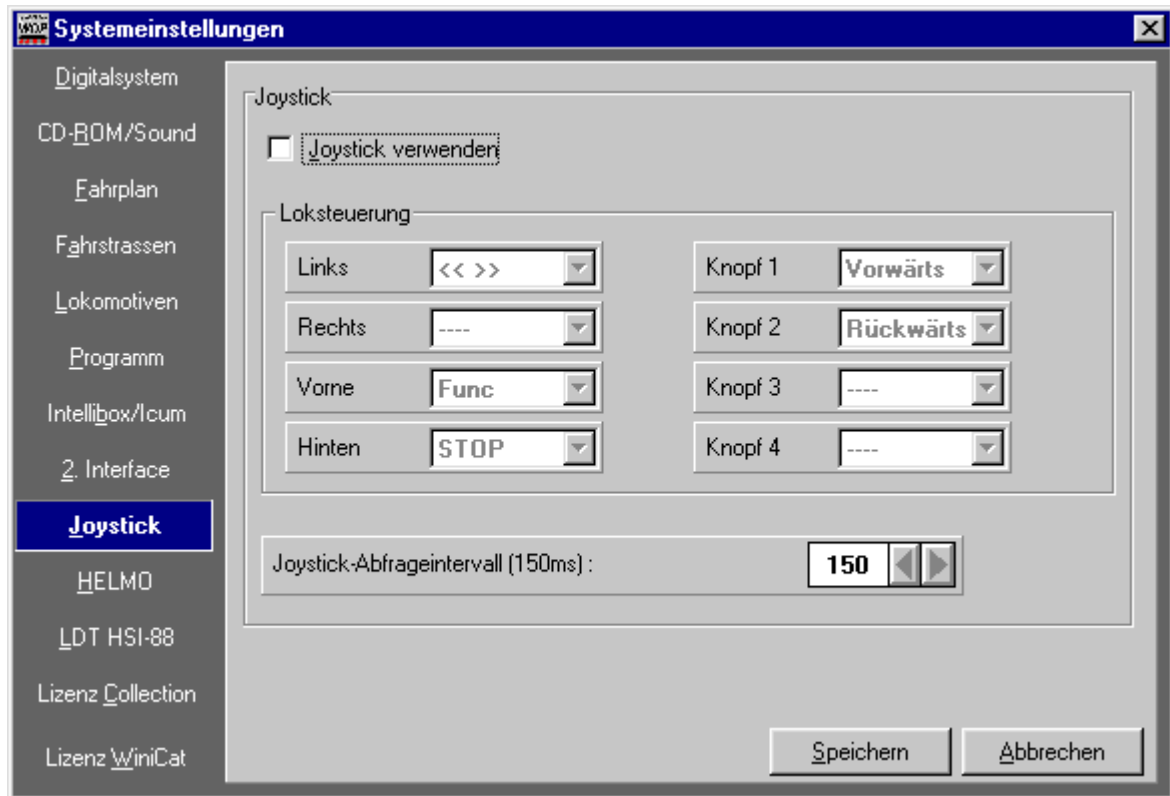 Systemeinstellungen
Digitalsystem
CD-ROM/Sound
Fahrplan
Fahrstrassen
Lokomotiven
Programm
Intellibox/Icum
2. Interface
Joystick
HELMO
LDT HSI-88
Lizenz Collection
Lizenz WiniCat
Joystick
Joystick verwenden
Loksteuerung
Links << >> Knopf 1 Vorwärts
Rechts ---- Knopf 2 Rückwärts
Vorne Func Knopf 3 ----
Hinten STOP Knopf 4 ----
Joystick-Abfrageintervall (150ms) : 150
Speichern Abbrechen